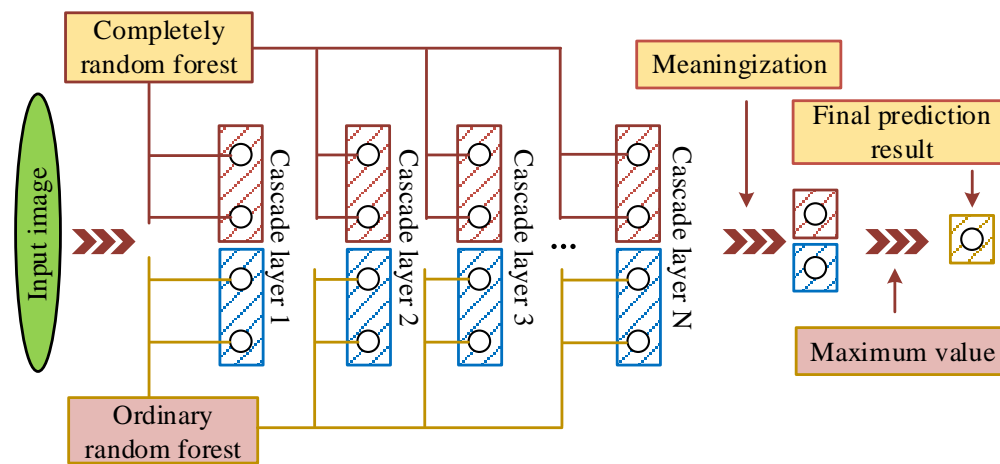 Completely
random forest
Input image
Cascade layer 1
Cascade layer 2
Cascade layer 3
...
Cascade layer N
Ordinary
random forest
Meaningization
Final prediction
result
Maximum value